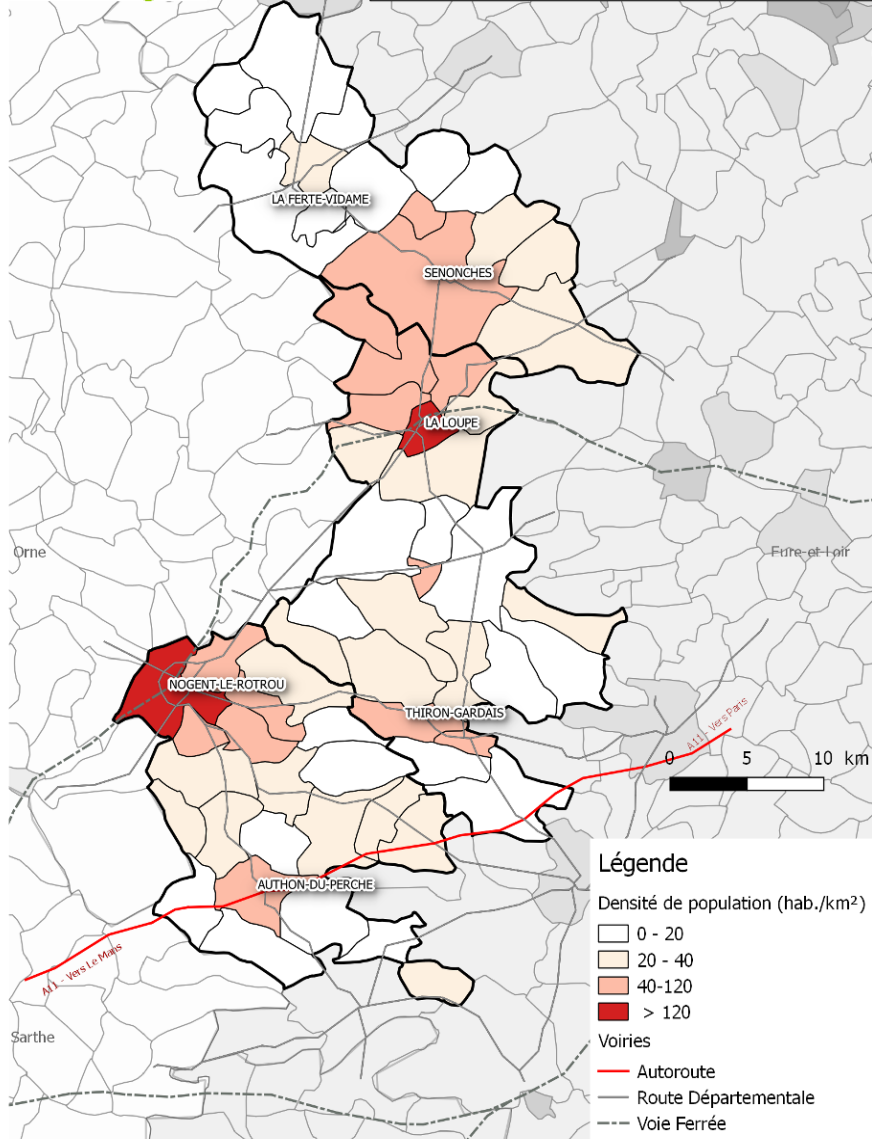 LA FERTE-VIDAME
SENONCHES
LA LOUPE
Orne
Eure-et-Loir
NOGENT-LE-ROTROU
THIRON-GARDAIS
A11 - Vers Paris
0 5 10 km
AUTHON-DU-PERCHE
A11 - Vers Le Mans
Sarthe
Légende
Densité de population (hab./km²)
0 - 20
20 - 40
40-120
> 120
Voiries
Autoroute
Route Départementale
Voie Ferrée